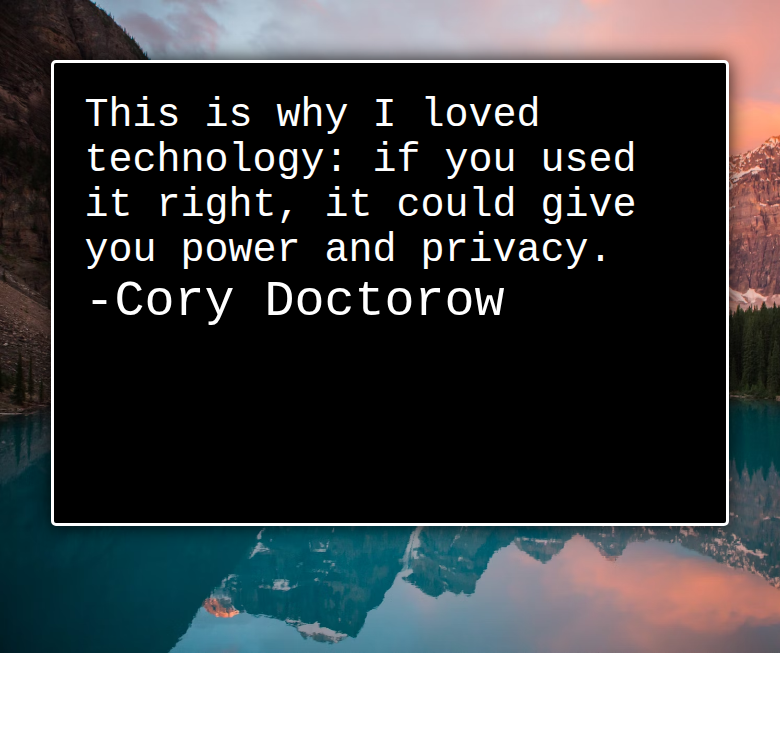 This is why I loved
technology: if you used
it right, it could give
you power and privacy.
-Cory Doctorow